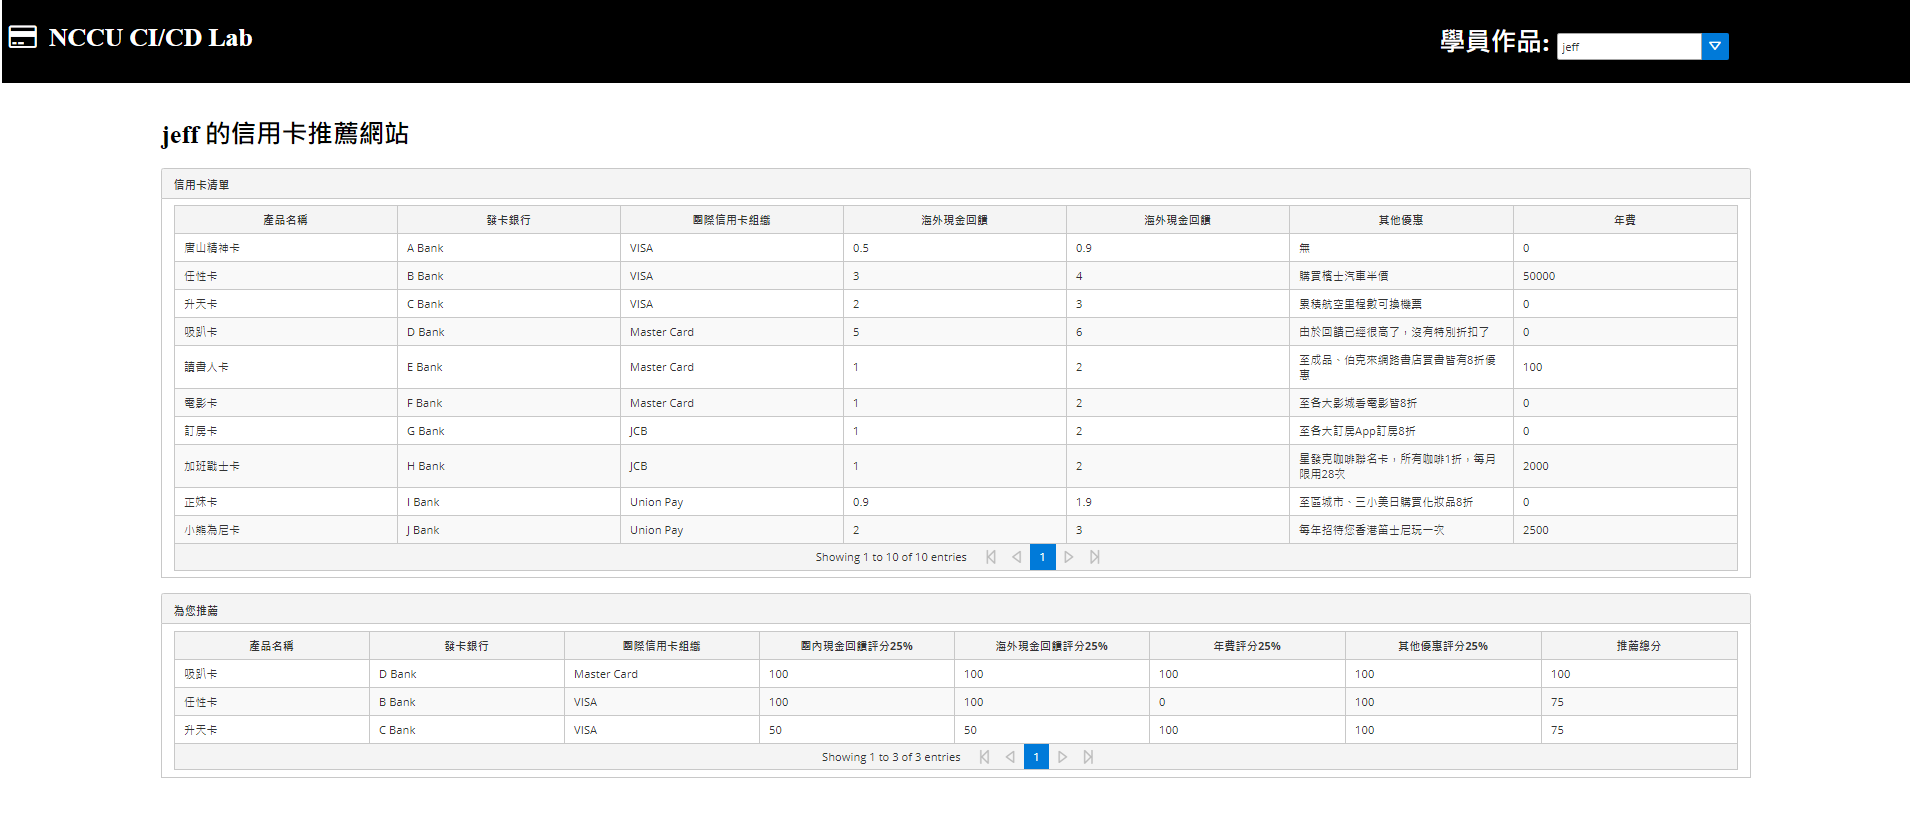 NCCU CI/CD Lab
學員作品: jeff
jeff 的信用卡推薦網站
信用卡清單
產品名稱 發卡銀行 國際信用卡組織 海外現金回饋 海外現金回饋 其他優惠 年費
唐山精神卡 A Bank VISA 0.5 0.9 無 0
任性卡 B Bank VISA 3 4 購買賓士汽車半價 50000
升天卡 C Bank VISA 2 3 累積航空里程數可換機票 0
吸趴卡 D Bank Master Card 5 6 由於回饋已經很高了，沒有特別折扣了 0
讀書人卡 E Bank Master Card 1 2 至成品、伯克來網路書店買書皆有8折優
惠 100
電影卡 F Bank Master Card 1 2 至各大影城看電影皆8折 0
訂房卡 G Bank JCB 1 2 至各大訂房App訂房8折 0
加班戰士卡 H Bank JCB 1 2 星發克咖啡聯名卡，所有咖啡1折，每月
限用28次 2000
正妹卡 I Bank Union Pay 0.9 1.9 至區城市、三小美日購買化妝品8折 0
小熊為尼卡 J Bank Union Pay 2 3 每年招待您香港笛士尼玩一次 2500
Showing 1 to 10 of 10 entries 1
為您推薦
產品名稱 發卡銀行 國際信用卡組織 國內現金回饋評分25% 海外現金回饋評分25% 年費評分25% 其他優惠評分25% 推薦總分
吸趴卡 D Bank Master Card 100 100 100 100 100
任性卡 B Bank VISA 100 100 0 100 75
升天卡 C Bank VISA 50 50 100 100 75
Showing 1 to 3 of 3 entries 1